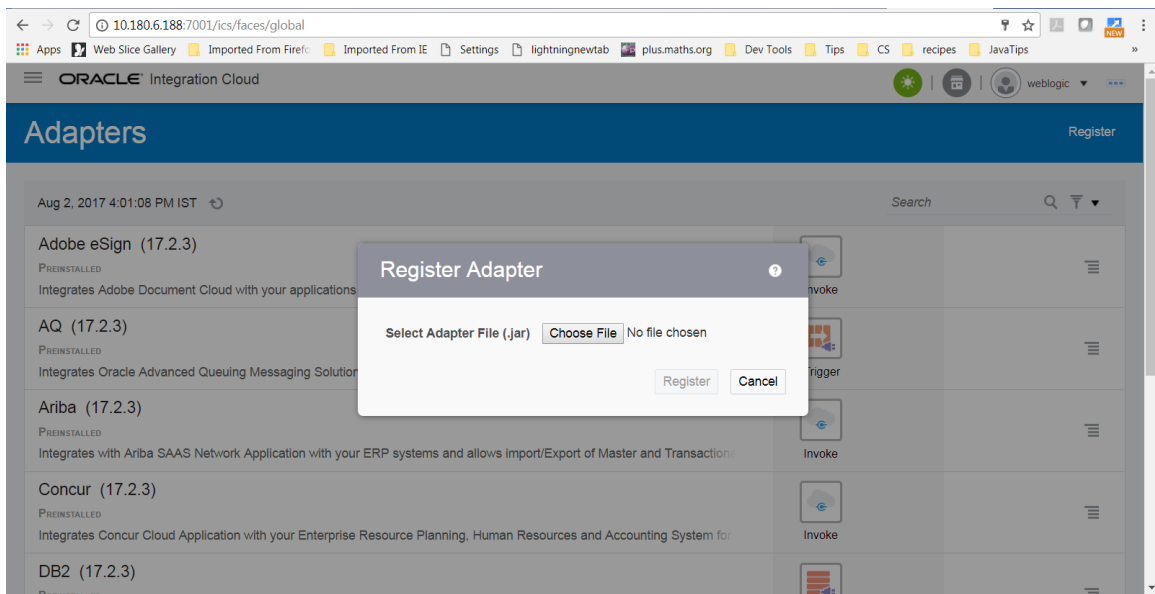 10.180.6.188:7001/ics/faces/global
Apps Web Slice Gallery Imported From Firefo Imported From IE Settings lightningnewtab plus.maths.org Dev Tools Tips CS recipes JavaTips »
NEW
ORACLE Integration Cloud
weblogic
Adapters
Register
Aug 2, 2017 4:01:08 PM IST
Search
Adobe eSign (17.2.3)
PREINSTALLED
Integrates Adobe Document Cloud with your applications
nvoke
AQ (17.2.3)
PREINSTALLED
Integrates Oracle Advanced Queuing Messaging Solution
rigger
Register Adapter
Select Adapter File (.jar) Choose File No file chosen
Register Cancel
Ariba (17.2.3)
PREINSTALLED
Integrates with Ariba SAAS Network Application with your ERP systems and allows import/Export of Master and Transactiona
Invoke
Concur (17.2.3)
PREINSTALLED
Integrates Concur Cloud Application with your Enterprise Resource Planning, Human Resources and Accounting System for
Invoke
DB2 (17.2.3)